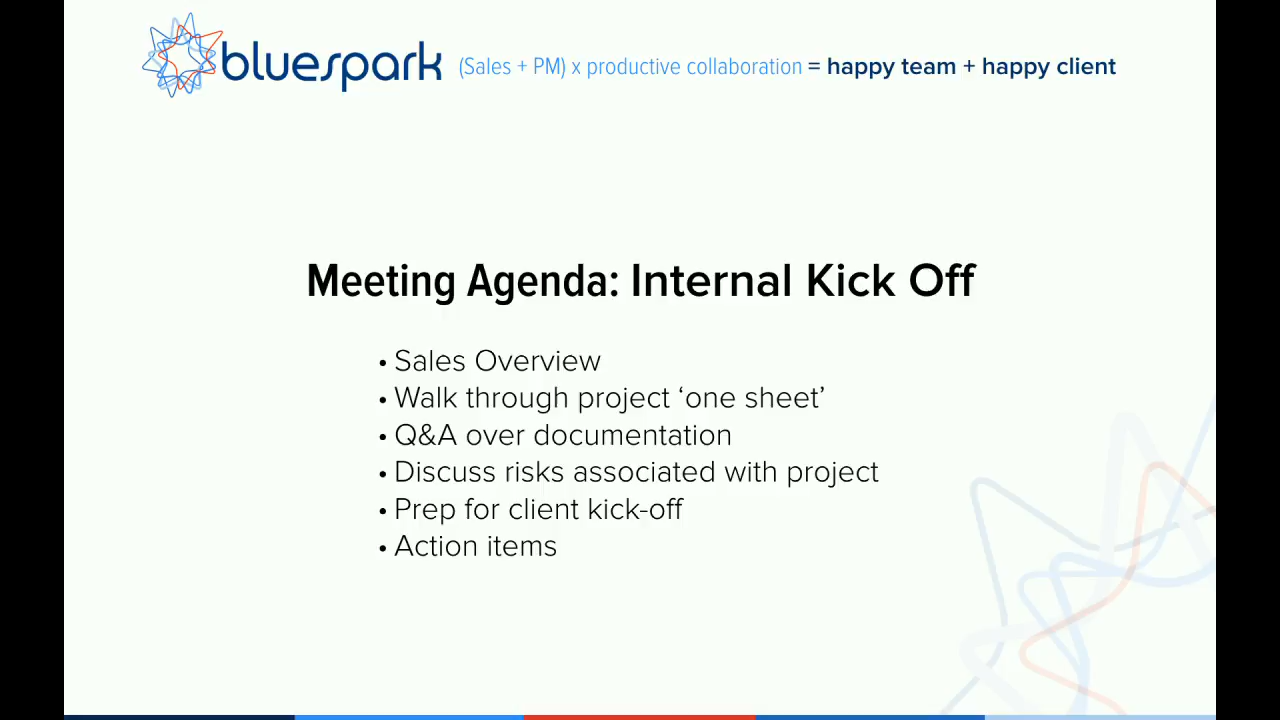 bluespark (Sales + PM) x productive collaboration = happy team + happy client
Meeting Agenda: Internal Kick Off
• Sales Overview
• Walk through project ‘one sheet’
• Q&A over documentation
• Discuss risks associated with project
• Prep for client kick-off
• Action items